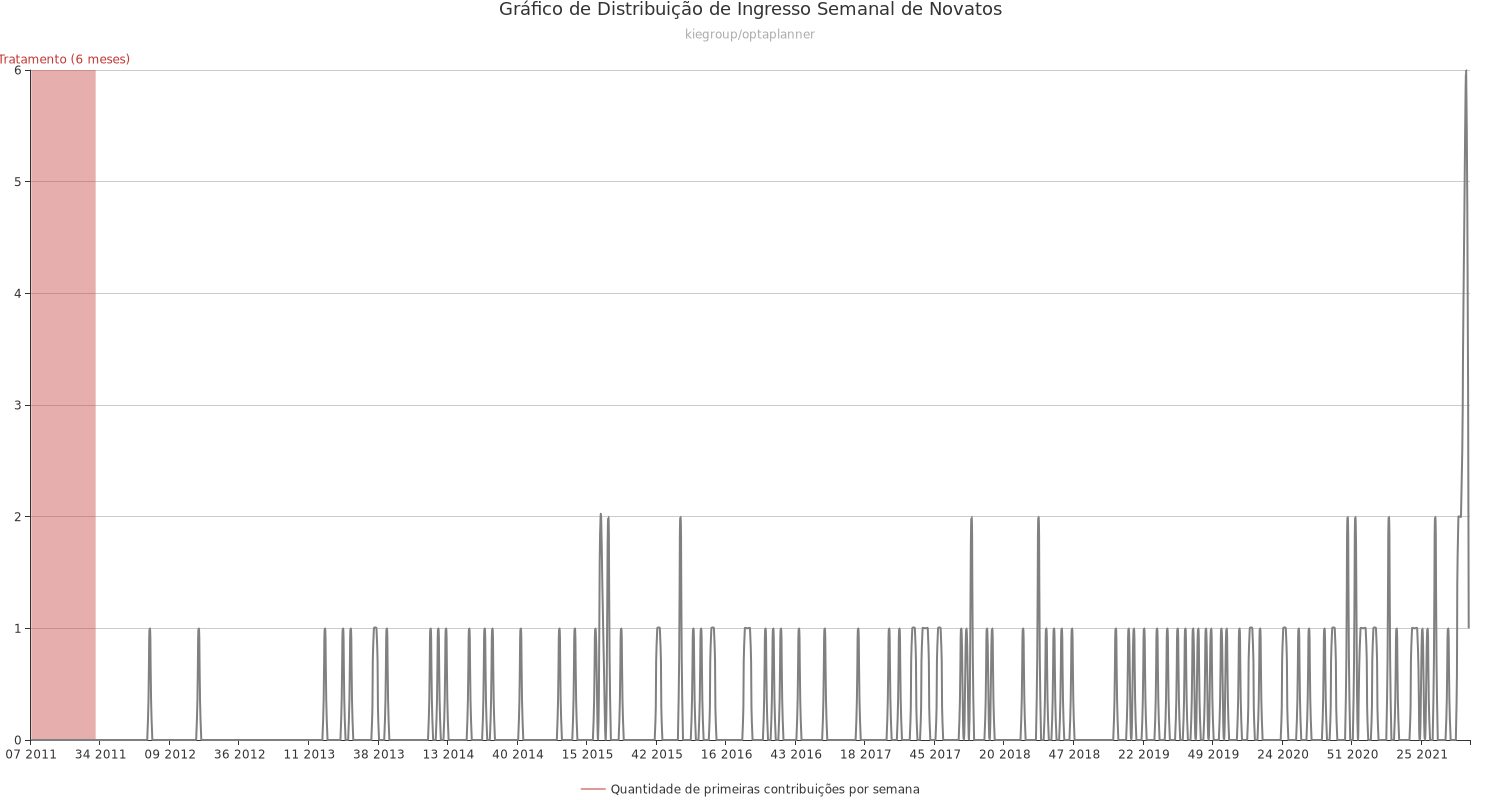 Gráfico de Distribuição de Ingresso Semanal de Novatos
kiegroup/optaplanner
Tratamento (6 meses)
6
5
4
3
2
1
0
07 2011 34 2011 09 2012 36 2012 11 2013 38 2013 13 2014 40 2014 15 2015 42 2015 16 2016 43 2016 18 2017 45 2017 20 2018 47 2018 22 2019 49 2019 24 2020 51 2020 25 2021
Quantidade de primeiras contribuições por semana